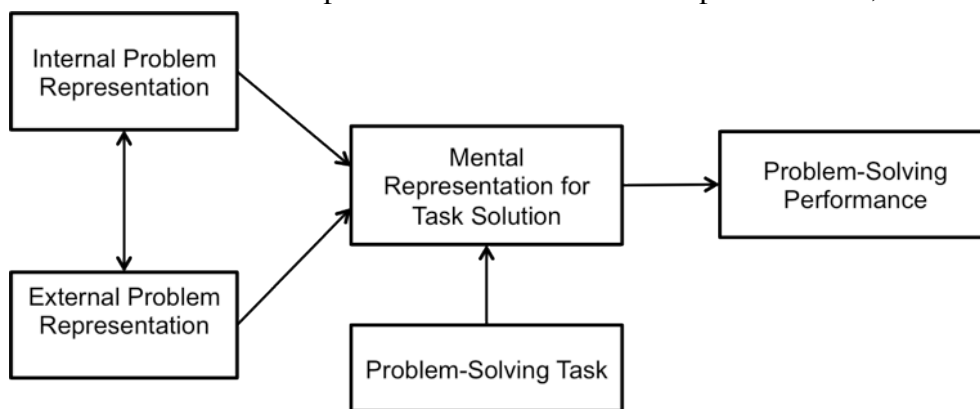 Internal Problem
Representation
Mental
Representation for
Task Solution
Problem-Solving
Performance
External Problem
Representation
Problem-Solving Task